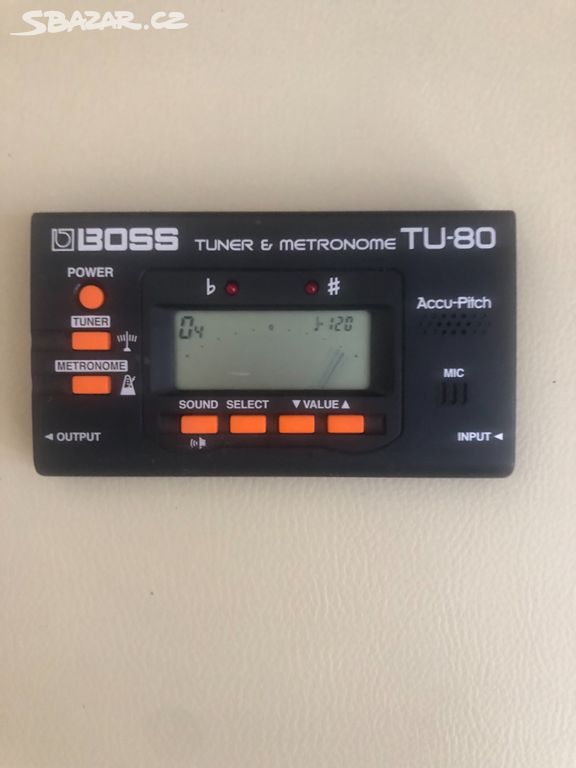 SBAZAR.CZ
BOSS TUNER & METRONOME TU-80
POWER
♭ ♯
Accu-Pitch
TUNER
04 ♩=120
METRONOME
MIC
SOUND SELECT ▼ VALUE ▲
◄ OUTPUT
INPUT ◄